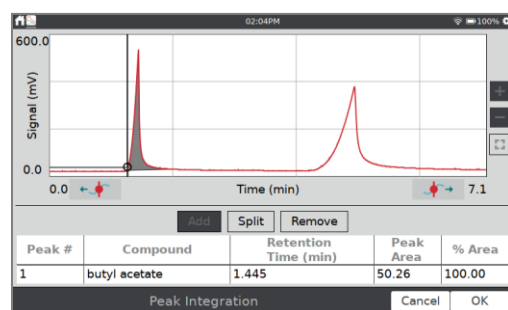 02:04PM 100%
600.0
Signal (mV)
0.0
0.0 Time (min) 7.1
Add Split Remove
Peak # Compound Retention Time (min) Peak Area % Area
1 butyl acetate 1.445 50.26 100.00
Peak Integration Cancel OK